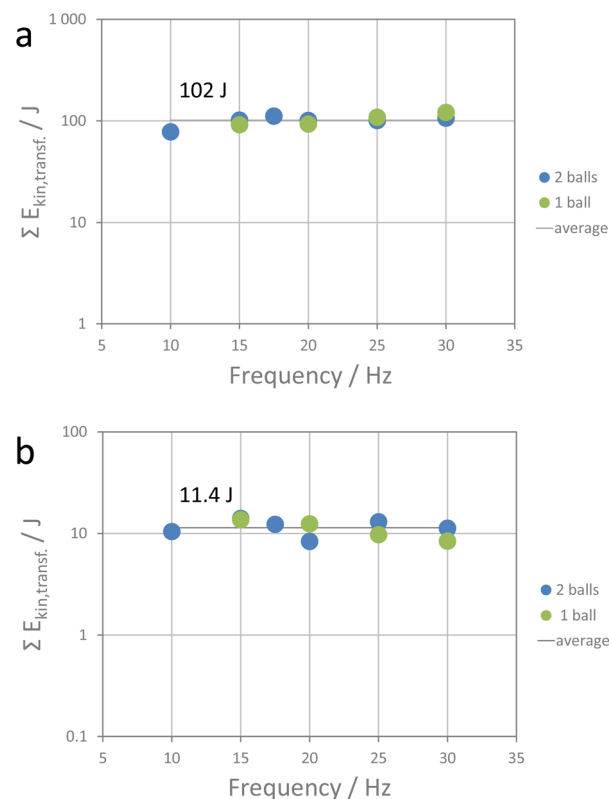 a
1 000
100
10
1
102 J
Σ E kin,transf. / J
5 10 15 20 25 30 35
Frequency / Hz
2 balls
1 ball
average
b
100
10
1
0.1
11.4 J
Σ E kin,transf. / J
5 10 15 20 25 30 35
Frequency / Hz
2 balls
1 ball
average